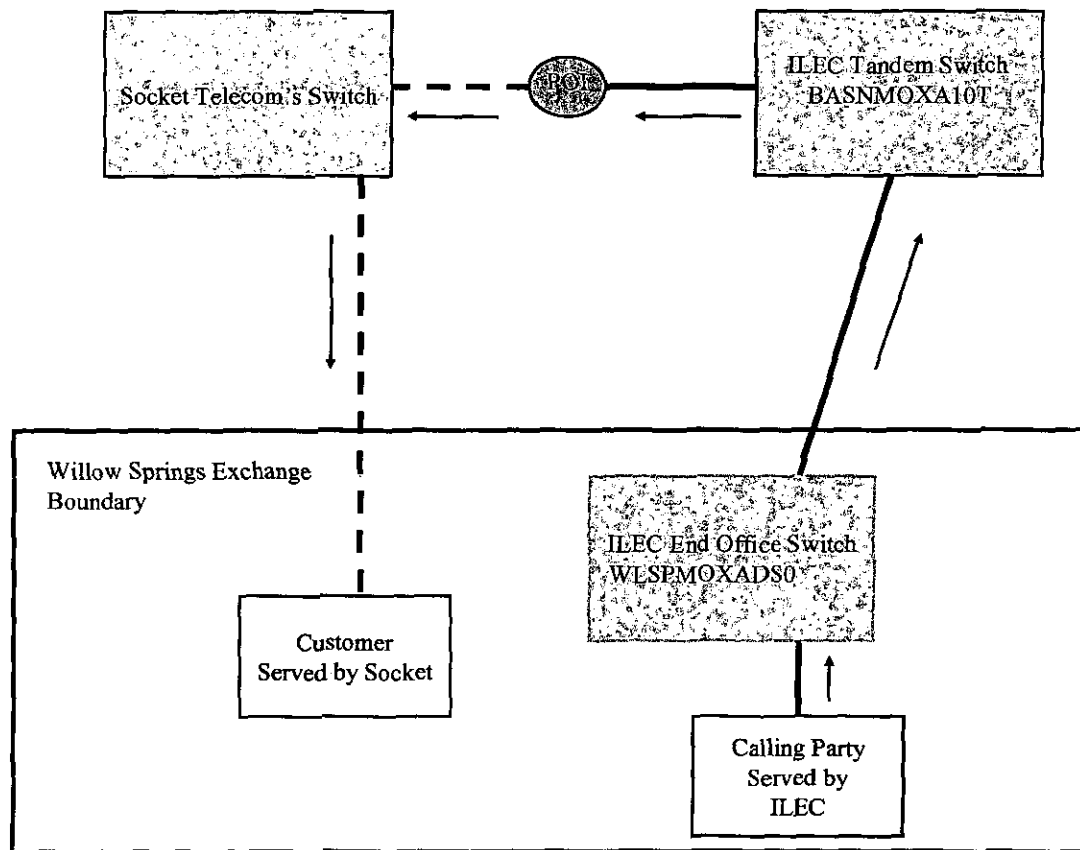 Socket Telecom's Switch
POI
ILEC Tandem Switch
BASNMOXA10T
Willow Springs Exchange
Boundary
ILEC End Office Switch
WLSPMOXADS0
Customer
Served by Socket
Calling Party
Served by
ILEC